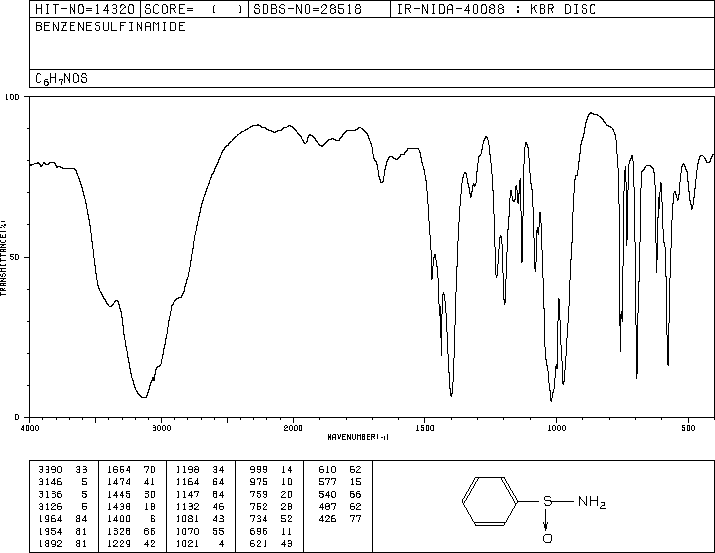 HIT-NO=14320 SCORE= ( ) SDBS-NO=28518 IR-NIDA-40088 : KBR DISC
BENZENESULFINAMIDE
C6H7NOS
100
50
0
TRANSMITTANCE(%)
4000 3000 2000 1500 1000 500
WAVENUMBER(-1)
3390 33 1664 70 1198 34 999 14 610 62
3146 5 1474 41 1164 64 975 10 577 15
3136 5 1445 30 1147 64 759 20 540 66
3126 6 1438 18 1132 46 752 28 487 62
1964 84 1400 6 1081 43 734 52 426 77
1954 81 1328 66 1070 55 696 11
1892 81 1229 42 1021 4 621 43
S NH2
O